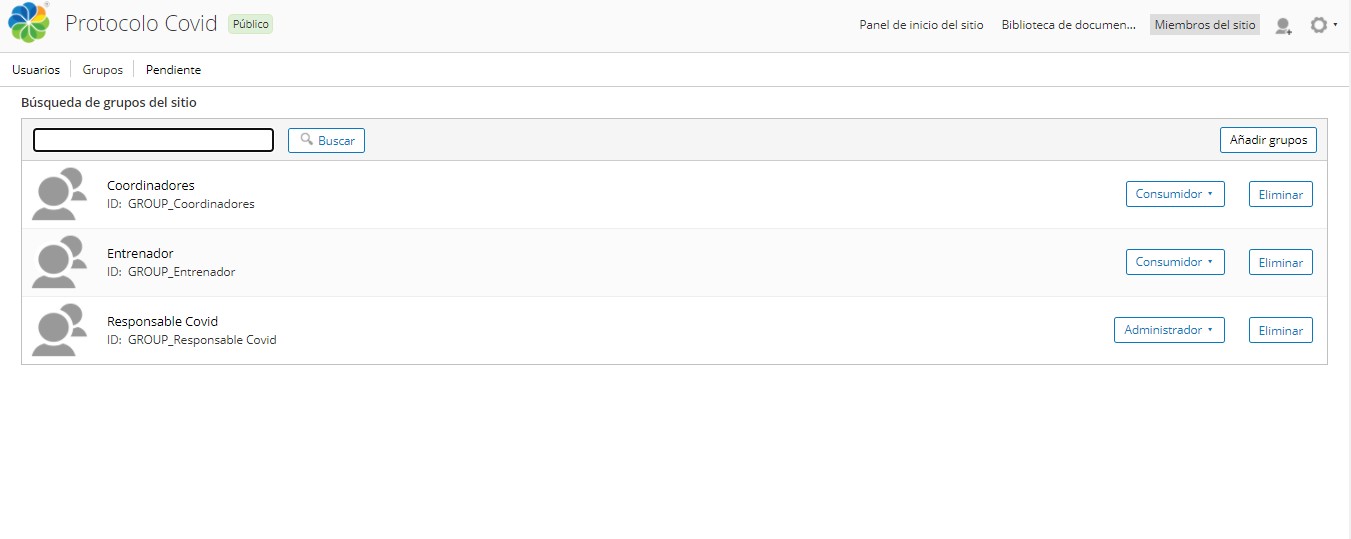 Protocolo Covid Público Panel de inicio del sitio Biblioteca de documen... Miembros del sitio
Usuarios Grupos Pendiente
Búsqueda de grupos del sitio
Buscar Añadir grupos
Coordinadores
ID: GROUP_Coordinadores
Consumidor Eliminar
Entrenador
ID: GROUP_Entrenador
Consumidor Eliminar
Responsable Covid
ID: GROUP_Responsable Covid
Administrador Eliminar